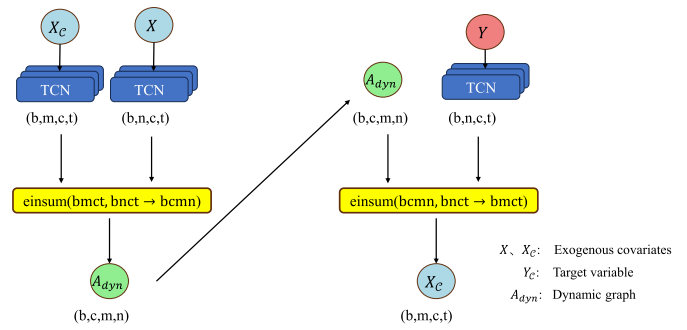 X_C X Y
TCN TCN A_dyn TCN
(b,m,c,t) (b,n,c,t) (b,c,m,n) (b,n,c,t)
einsum(bmct, bnct → bcmn) einsum(bcmn, bnct → bmct)
A_dyn X_C
(b,c,m,n) (b,m,c,t)
X、X_C: Exogenous covariates
Y_C: Target variable
A_dyn: Dynamic graph